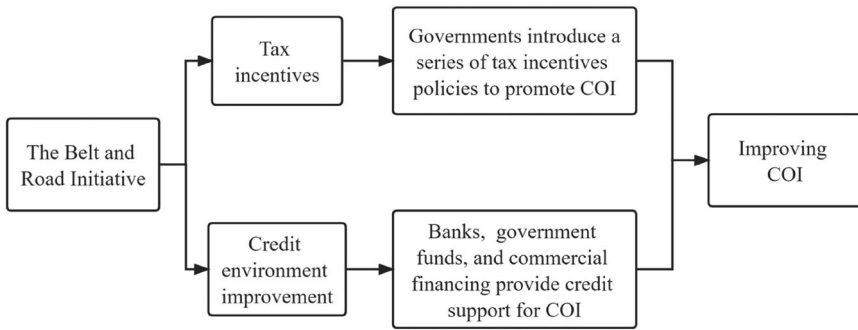 The Belt and
Road Initiative
Tax
incentives
Governments introduce a
series of tax incentives
policies to promote COI
Credit
environment
improvement
Banks, government
funds, and commercial
financing provide credit
support for COI
Improving
COI